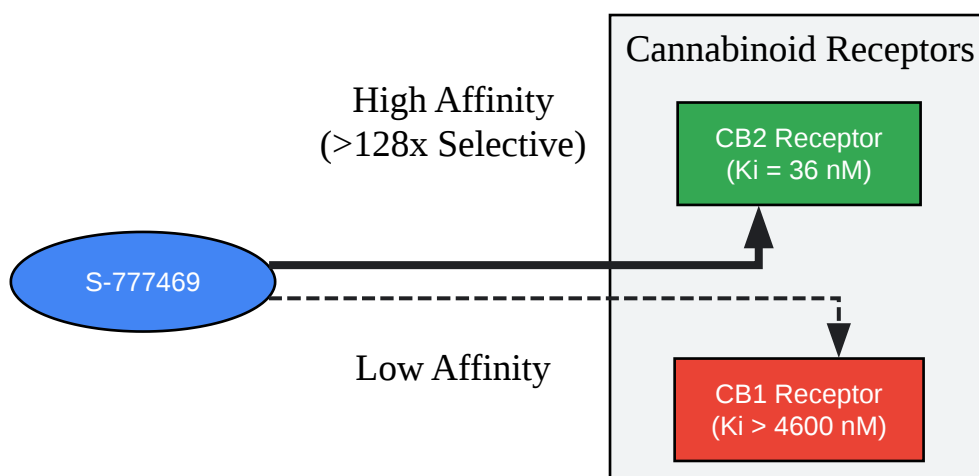 Cannabinoid Receptors
High Affinity
(>128x Selective)
CB2 Receptor
(Ki = 36 nM)
S-777469
Low Affinity
CB1 Receptor
(Ki > 4600 nM)